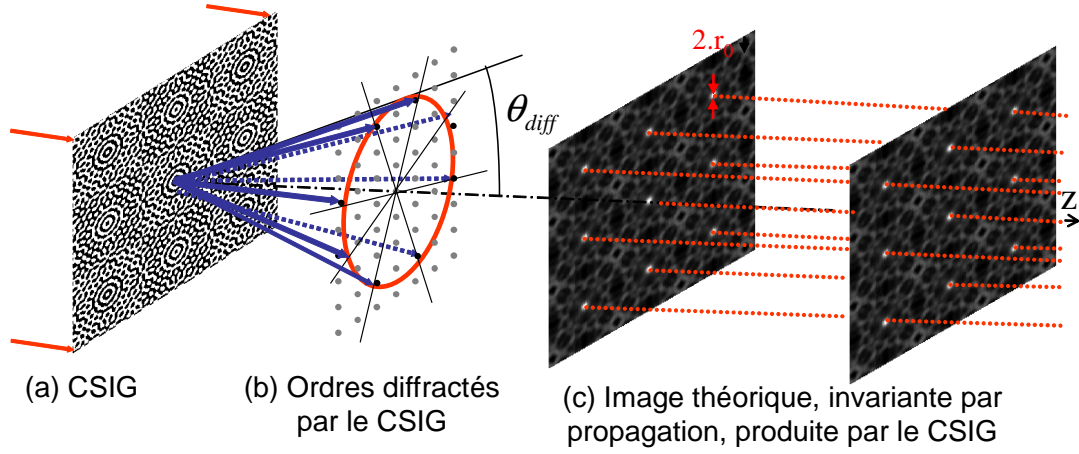 2.r₀
θdiff
z
(a) CSIG
(b) Ordres diffractés
par le CSIG
(c) Image théorique, invariante par
propagation, produite par le CSIG